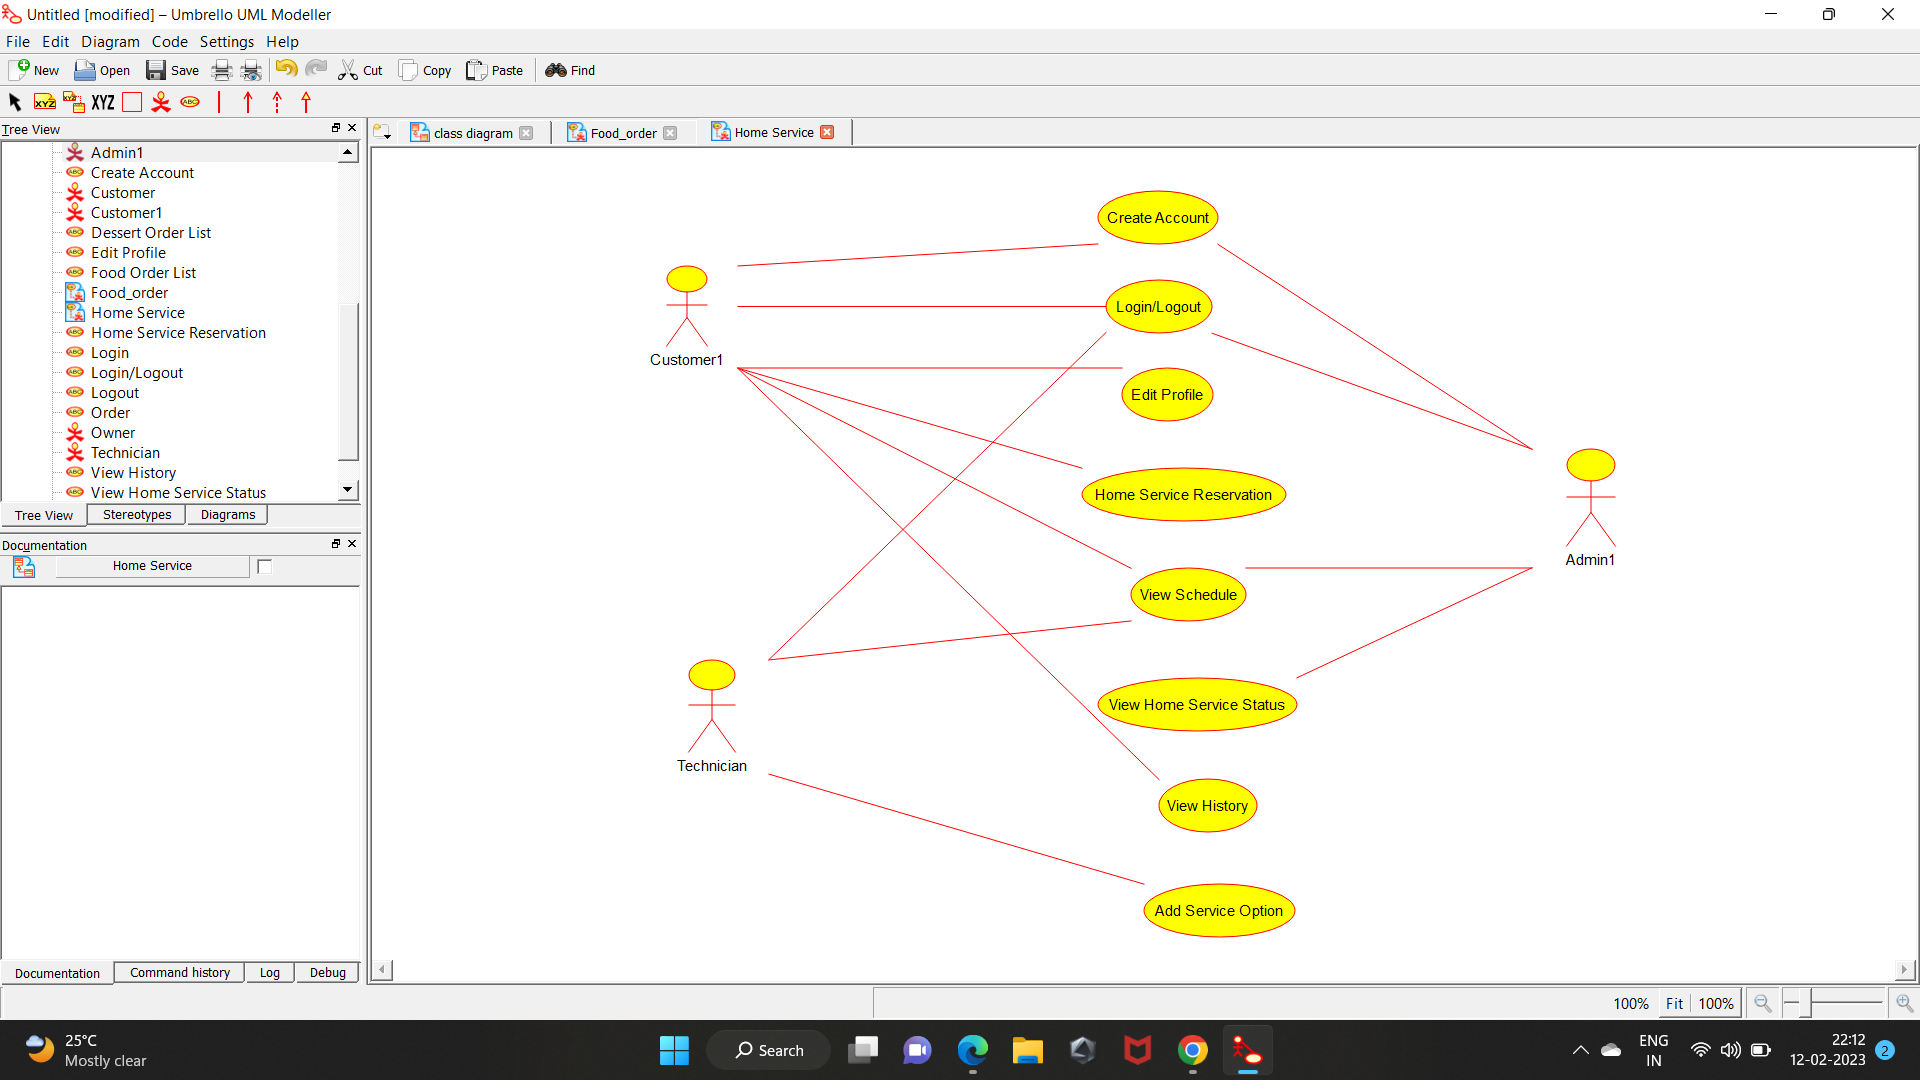 Untitled [modified] – Umbrello UML Modeller
File Edit Diagram Code Settings Help
New Open Save Cut Copy Paste Find
XYZ XYZ XYZ ABC
Tree View
class diagram Food_order Home Service
Admin1
Create Account
Customer
Customer1
Dessert Order List
Edit Profile
Food Order List
Food_order
Home Service
Home Service Reservation
Login
Login/Logout
Logout
Order
Owner
Technician
View History
View Home Service Status
Tree View Stereotypes Diagrams
Documentation
Home Service
Documentation Command history Log Debug
Create Account
Login/Logout
Customer1
Edit Profile
Home Service Reservation
Admin1
View Schedule
View Home Service Status
Technician
View History
Add Service Option
100% Fit 100%
25°C
Mostly clear
Search
ENG
IN
22:12
12-02-2023
2